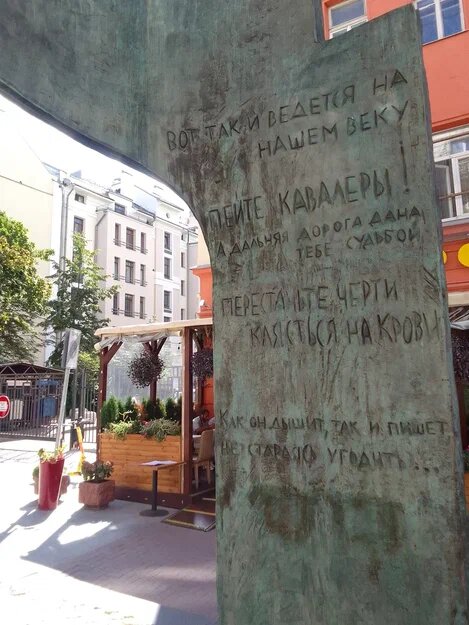 ВОТ ТАК И ВЕДЕТСЯ НА
НАШЕМ ВЕКУ
ПЕЙТЕ КАВАЛЕРЫ!
А ДАЛЬНЯЯ ДОРОГА ДАНА
ТЕБЕ СУДЬБОЙ
ПЕРЕСТАНЬТЕ, ЧЕРТИ
КЛЯСТЬСЯ НА КРОВИ
КАК ОН ДЫШИТ, ТАК И ПИШЕТ
НЕ СТАРАЯСЬ УГОДИТЬ...